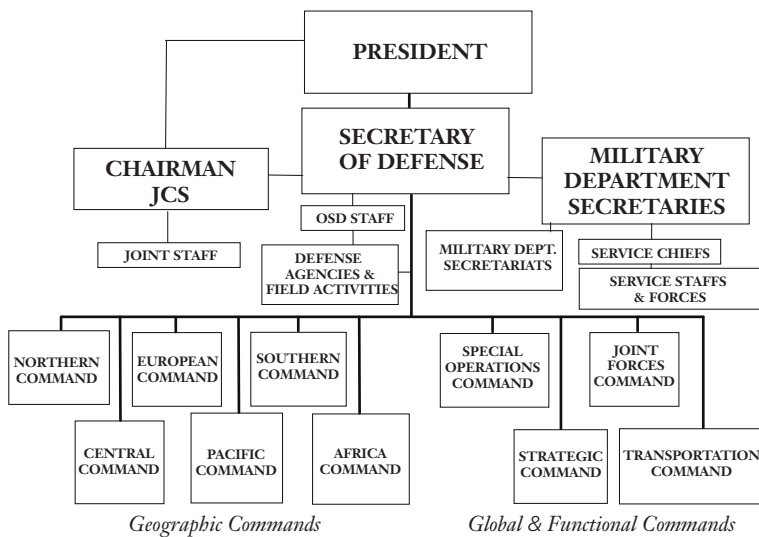 PRESIDENT
SECRETARY
OF DEFENSE
CHAIRMAN
JCS
MILITARY
DEPARTMENT
SECRETARIES
OSD STAFF
JOINT STAFF
DEFENSE
AGENCIES &
FIELD ACTIVITIES
MILITARY DEPT.
SECRETARIATS
SERVICE CHIEFS
SERVICE STAFFS
& FORCES
NORTHERN
COMMAND
EUROPEAN
COMMAND
SOUTHERN
COMMAND
SPECIAL
OPERATIONS
COMMAND
JOINT
FORCES
COMMAND
CENTRAL
COMMAND
PACIFIC
COMMAND
AFRICA
COMMAND
STRATEGIC
COMMAND
TRANSPORTATION
COMMAND
Geographic Commands
Global & Functional Commands